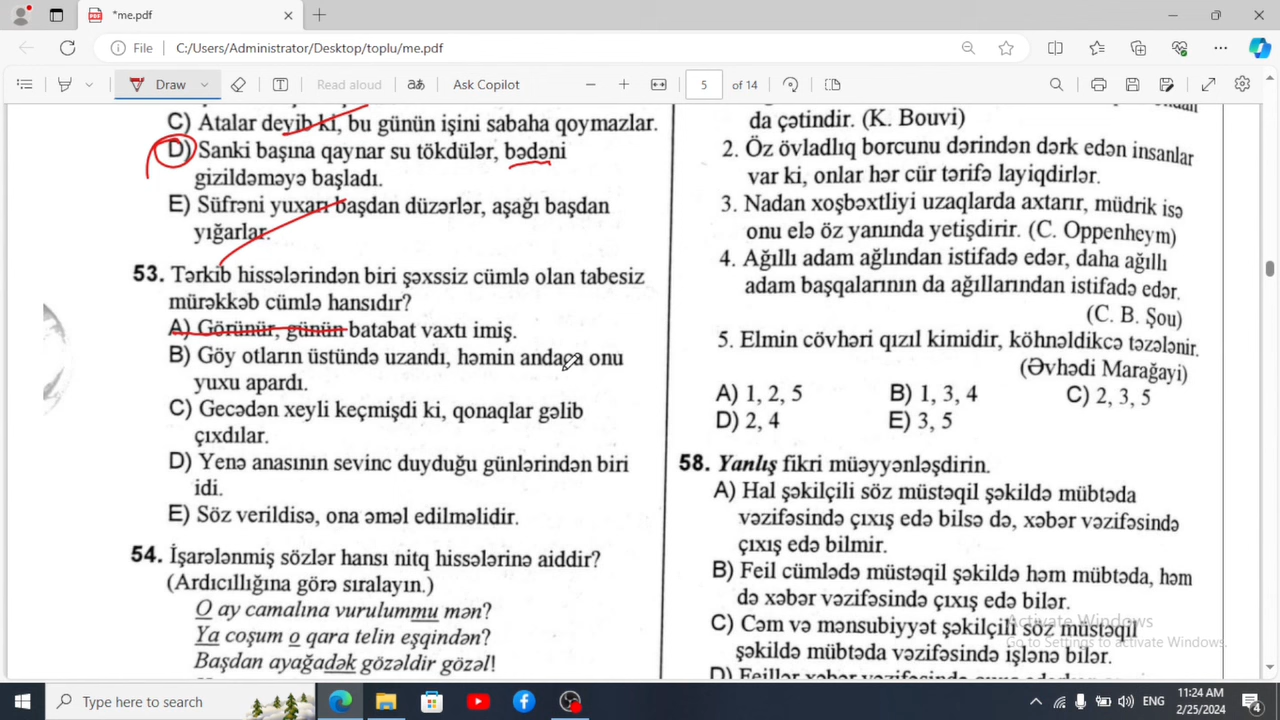 *me.pdf
File C:/Users/Administrator/Desktop/toplu/me.pdf
Draw Read aloud aあ Ask Copilot 5 of 14
C) Atalar deyib ki, bu günün işini sabaha qoymazlar.
D) Sanki başına qaynar su tökdülər, bədəni
gizildəməyə başladı.
E) Süfrəni yuxarı başdan düzərlər, aşağı başdan
yığarlar.
53. Tərkib hissələrindən biri şəxssiz cümlə olan tabesiz
mürəkkəb cümlə hansıdır?
A) Görünür, günün batabat vaxtı imiş.
B) Göy otların üstündə uzandı, həmin andaca onu
yuxu apardı.
C) Gecədən xeyli keçmişdi ki, qonaqlar gəlib
çıxdılar.
D) Yenə anasının sevinc duyduğu günlərindən biri
idi.
E) Söz verildisə, ona əməl edilməlidir.
54. İşarələnmiş sözlər hansı nitq hissələrinə aiddir?
(Ardıcıllığına görə sıralayın.)
O ay camalına vurulummu mən?
Ya coşum o qara telin eşqindən?
Başdan ayağadək gözəldir gözəl!
da çətindir. (K. Bouvi)
2. Öz övladlıq borcunu dərindən dərk edən insanlar
var ki, onlar hər cür tərifə layiqdirlər.
3. Nadan xoşbəxtliyi uzaqlarda axtarır, müdrik isə
onu elə öz yanında yetişdirir. (C. Oppenheym)
4. Ağıllı adam ağlından istifadə edər, daha ağıllı
adam başqalarının da ağıllarından istifadə edər.
(C. B. Şou)
5. Elmin cövhəri qızıl kimidir, köhnəldikcə təzələnir.
(Əvhədi Marağayi)
A) 1, 2, 5 B) 1, 3, 4 C) 2, 3, 5
D) 2, 4 E) 3, 5
58. Yanlış fikri müəyyənləşdirin.
A) Hal şəkilçili söz müstəqil şəkildə mübtəda
vəzifəsində çıxış edə bilsə də, xəbər vəzifəsində
çıxış edə bilmir.
B) Feil cümlədə müstəqil şəkildə həm mübtəda, həm
də xəbər vəzifəsində çıxış edə bilər.
C) Cəm və mənsubiyyət şəkilçili söz müstəqil
şəkildə mübtəda vəzifəsində işlənə bilər.
Activate Windows
Go to Settings to activate Windows.
Type here to search
ENG
11:24 AM
2/25/2024
4